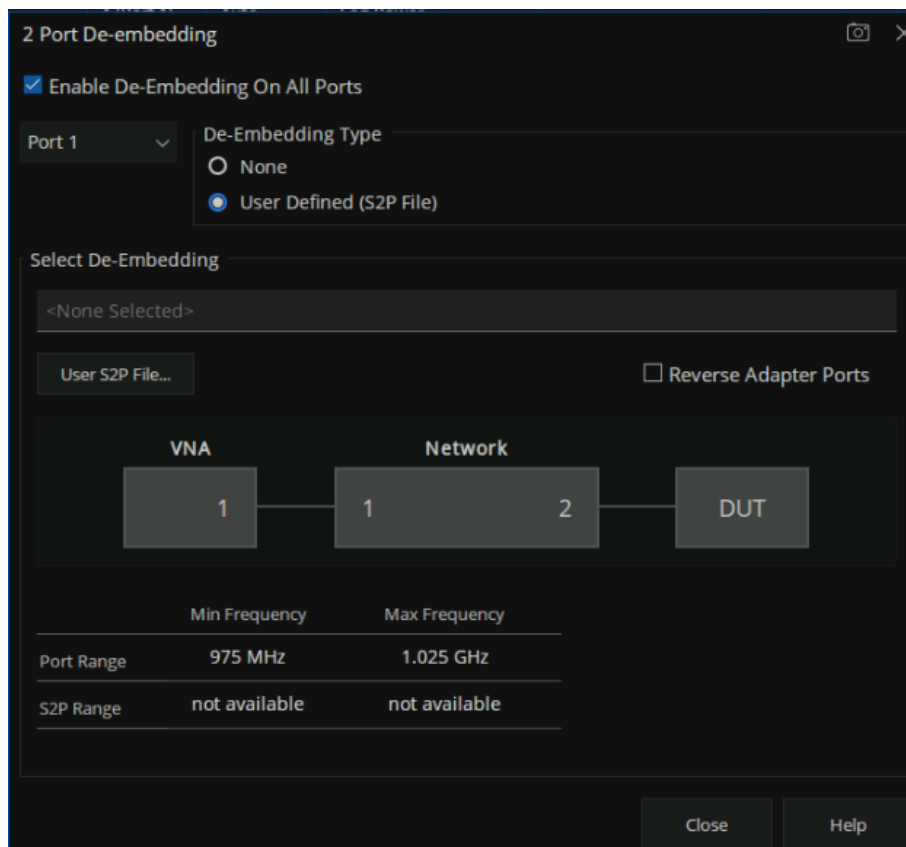 2 Port De-embedding
Enable De-Embedding On All Ports
Port 1
De-Embedding Type
None
User Defined (S2P File)
Select De-Embedding
<None Selected>
User S2P File...
Reverse Adapter Ports
VNA Network
1 1 2 DUT
Min Frequency Max Frequency
Port Range 975 MHz 1.025 GHz
S2P Range not available not available
Close Help